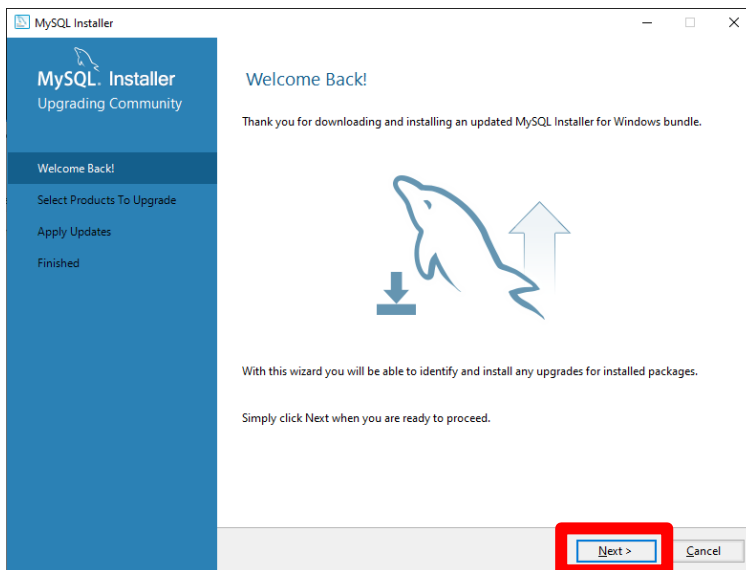 MySQL Installer
MySQL. Installer
Upgrading Community
Welcome Back!
Select Products To Upgrade
Apply Updates
Finished
Welcome Back!
Thank you for downloading and installing an updated MySQL Installer for Windows bundle.
With this wizard you will be able to identify and install any upgrades for installed packages.
Simply click Next when you are ready to proceed.
Next >
Cancel